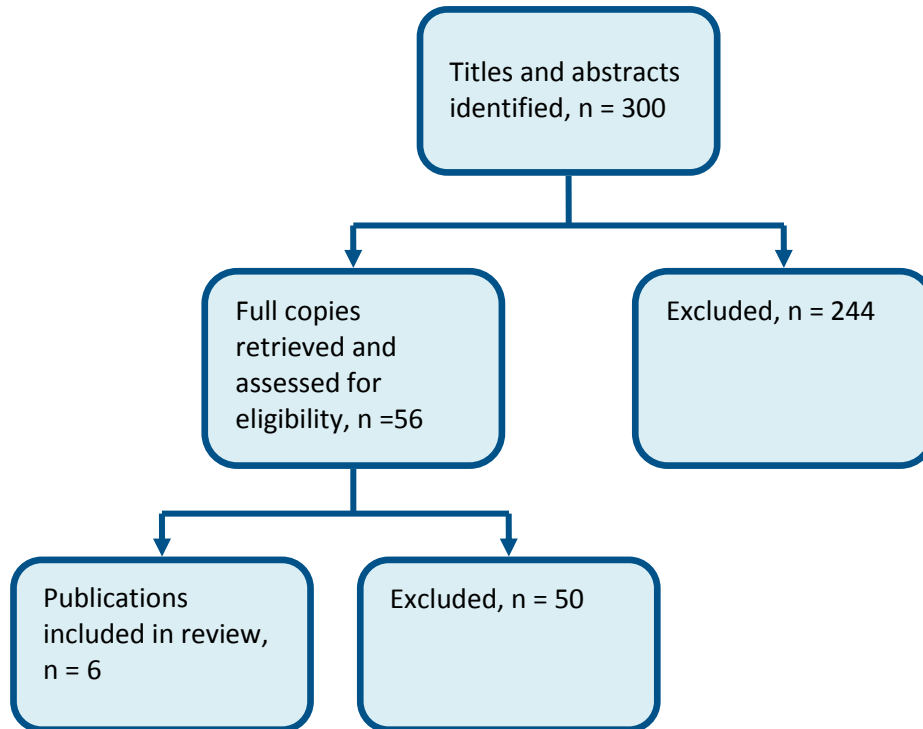 Titles and abstracts
identified, n = 300
Full copies
retrieved and
assessed for
eligibility, n =56
Excluded, n = 244
Publications
included in review,
n = 6
Excluded, n = 50